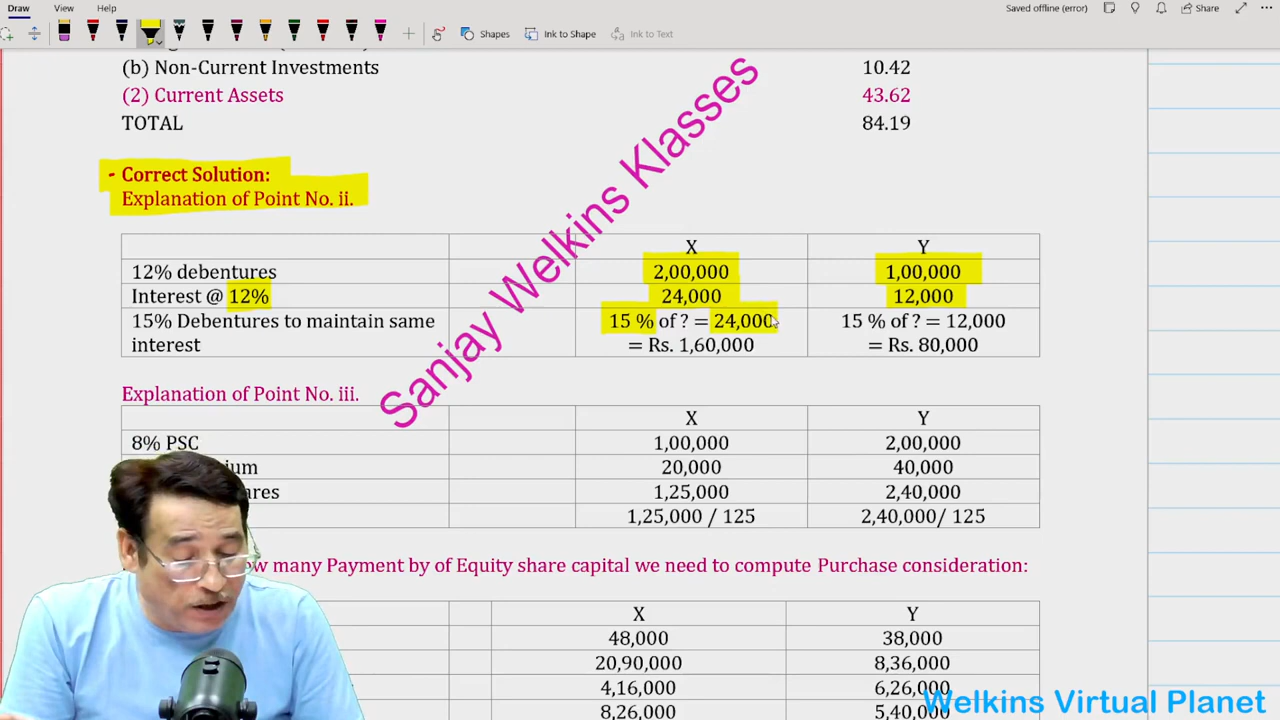 Draw View Help Saved offline (error) Share
Shapes Ink to Shape Ink to Text
(b) Non-Current Investments 10.42
(2) Current Assets 43.62
TOTAL 84.19
- Correct Solution:
Explanation of Point No. ii.
X Y
12% debentures 2,00,000 1,00,000
Interest @ 12% 24,000 12,000
15% Debentures to maintain same 15 % of ? = 24,000 15 % of ? = 12,000
interest = Rs. 1,60,000 = Rs. 80,000
Sanjay Welkins Klasses
Explanation of Point No. iii.
X Y
8% PSC 1,00,000 2,00,000
20,000 40,000
1,25,000 2,40,000
1,25,000 / 125 2,40,000/ 125
many Payment by of Equity share capital we need to compute Purchase consideration:
X Y
48,000 38,000
20,90,000 8,36,000
4,16,000 6,26,000
8,26,000 5,40,000
Welkins Virtual Planet